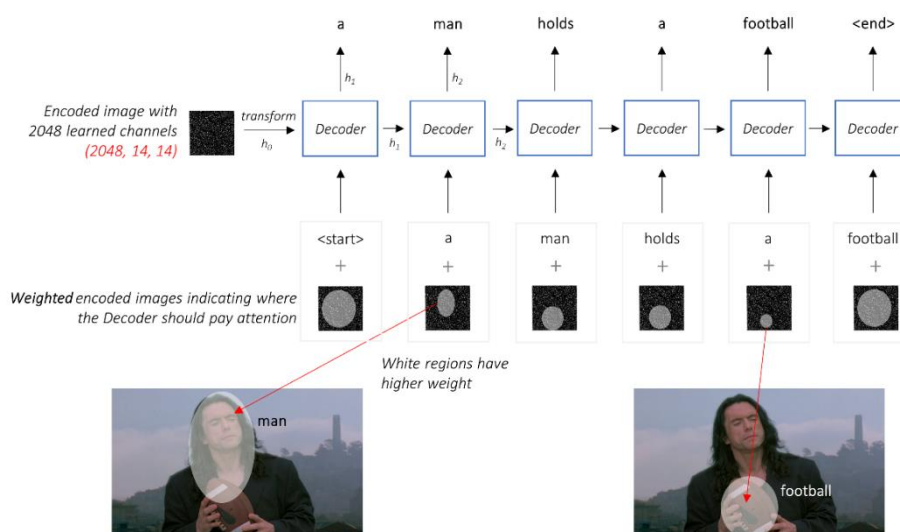 a man holds a football <end>
h1 h2
Encoded image with
2048 learned channels
(2048, 14, 14)
transform
h0
Decoder Decoder Decoder Decoder Decoder Decoder
h1 h2
<start> a man holds a football
+ + + + + +
Weighted encoded images indicating where
the Decoder should pay attention
White regions have
higher weight
man
football